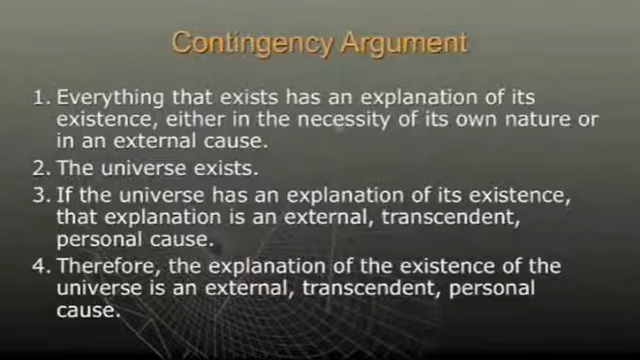 Contingency Argument
1. Everything that exists has an explanation of its
existence, either in the necessity of its own nature or
in an external cause.
2. The universe exists.
3. If the universe has an explanation of its existence,
that explanation is an external, transcendent,
personal cause.
4. Therefore, the explanation of the existence of the
universe is an external, transcendent, personal
cause.